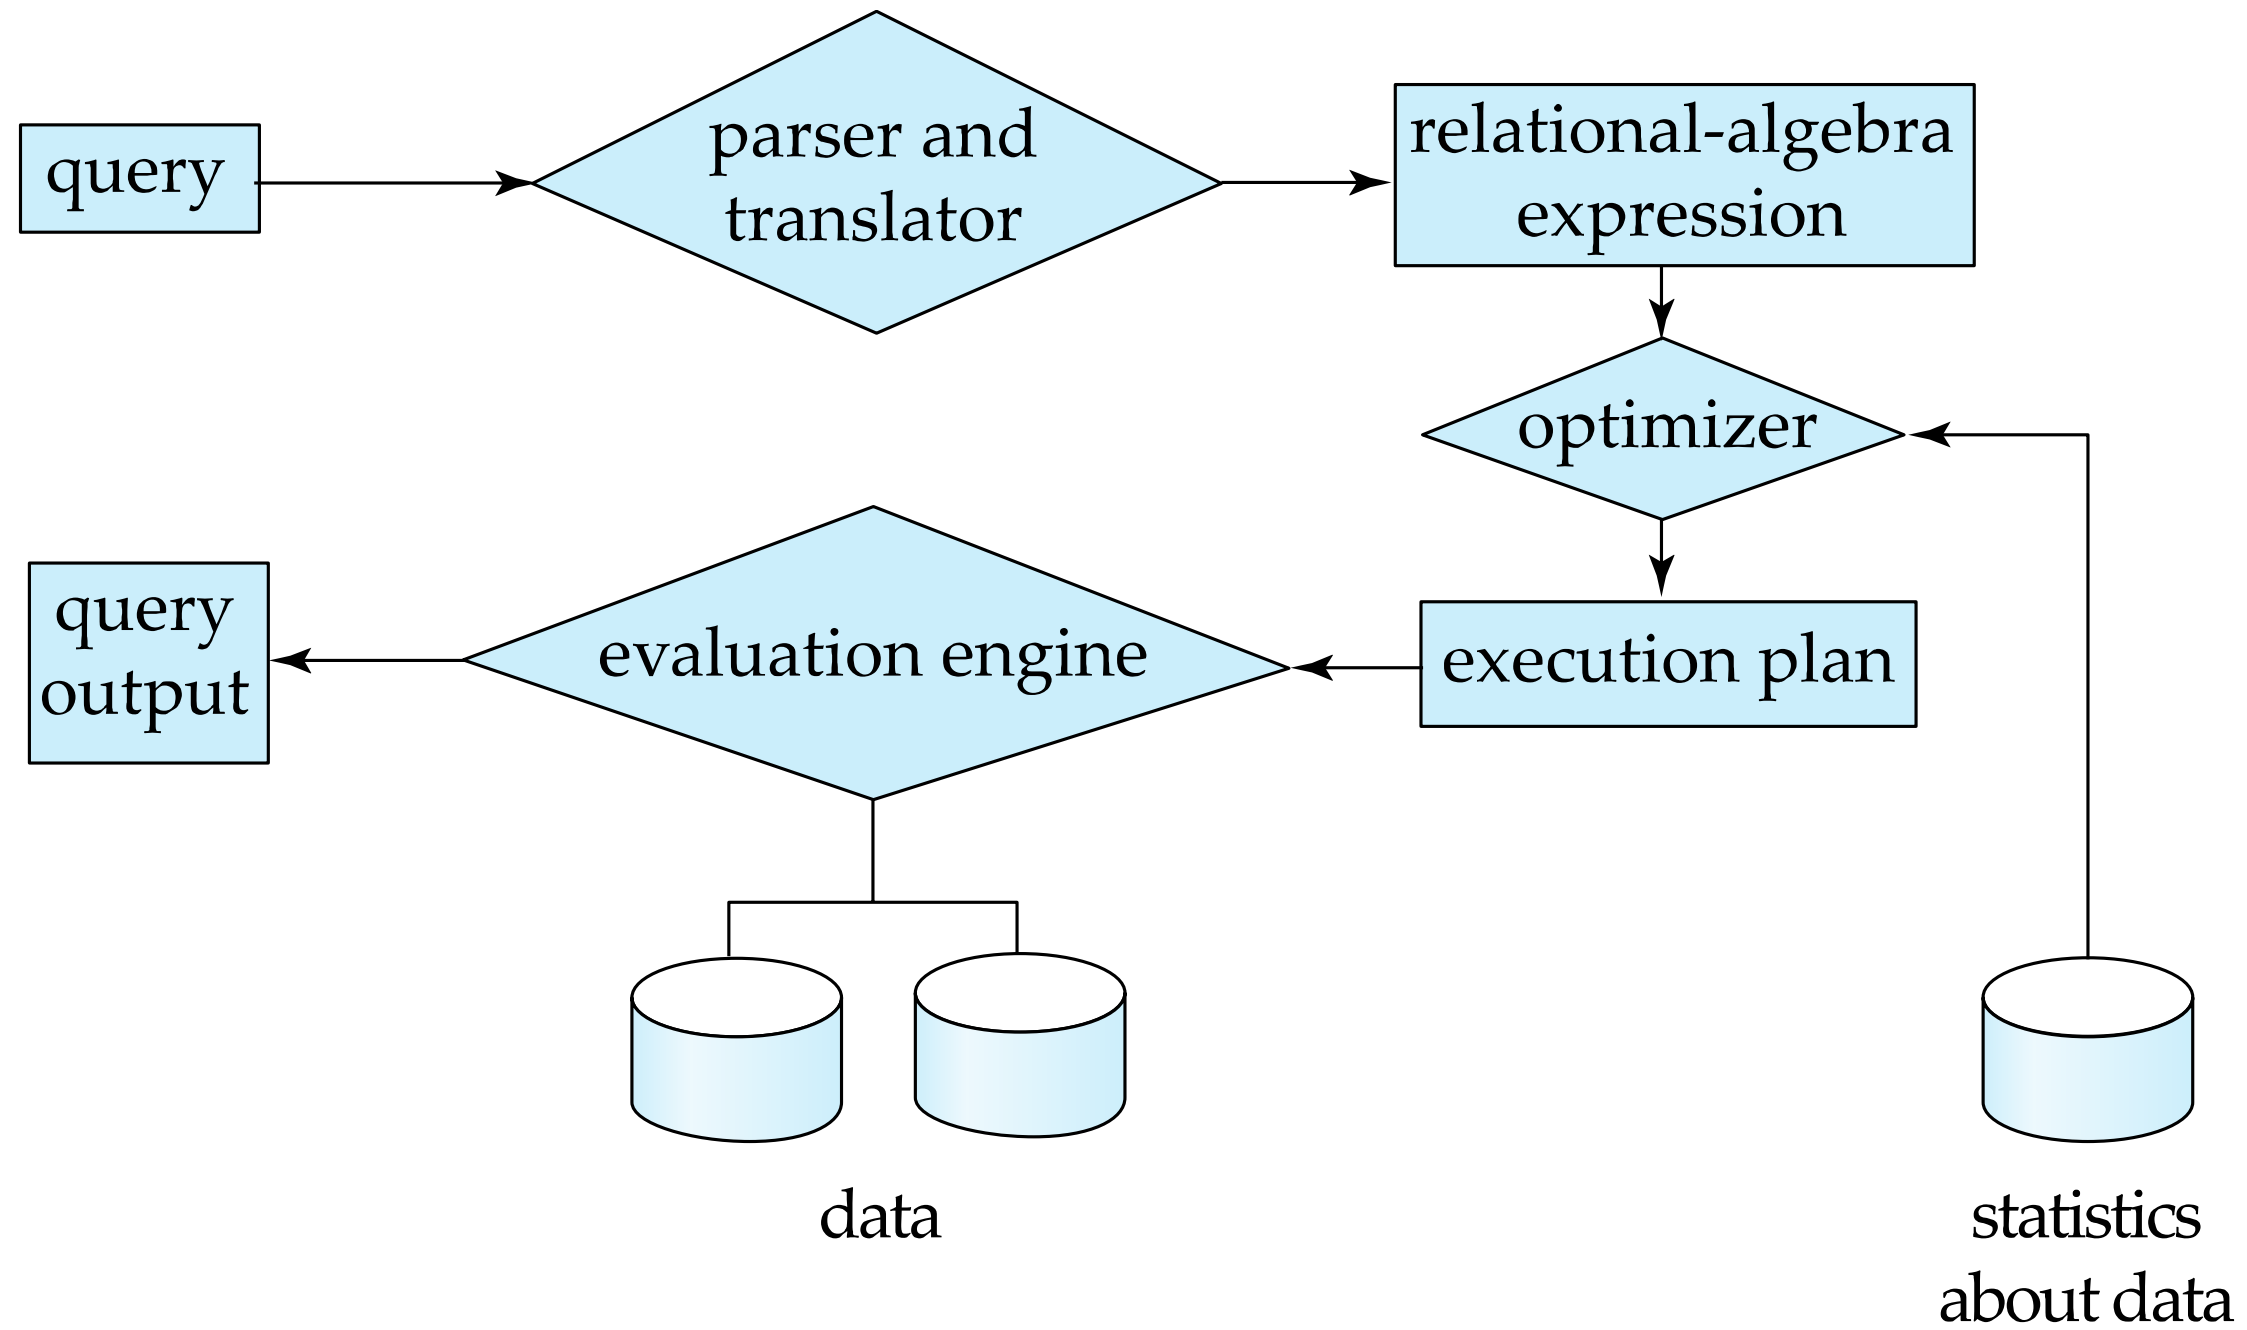 query
parser and
translator
relational-algebra
expression
optimizer
query
output
evaluation engine
execution plan
data
statistics
about data